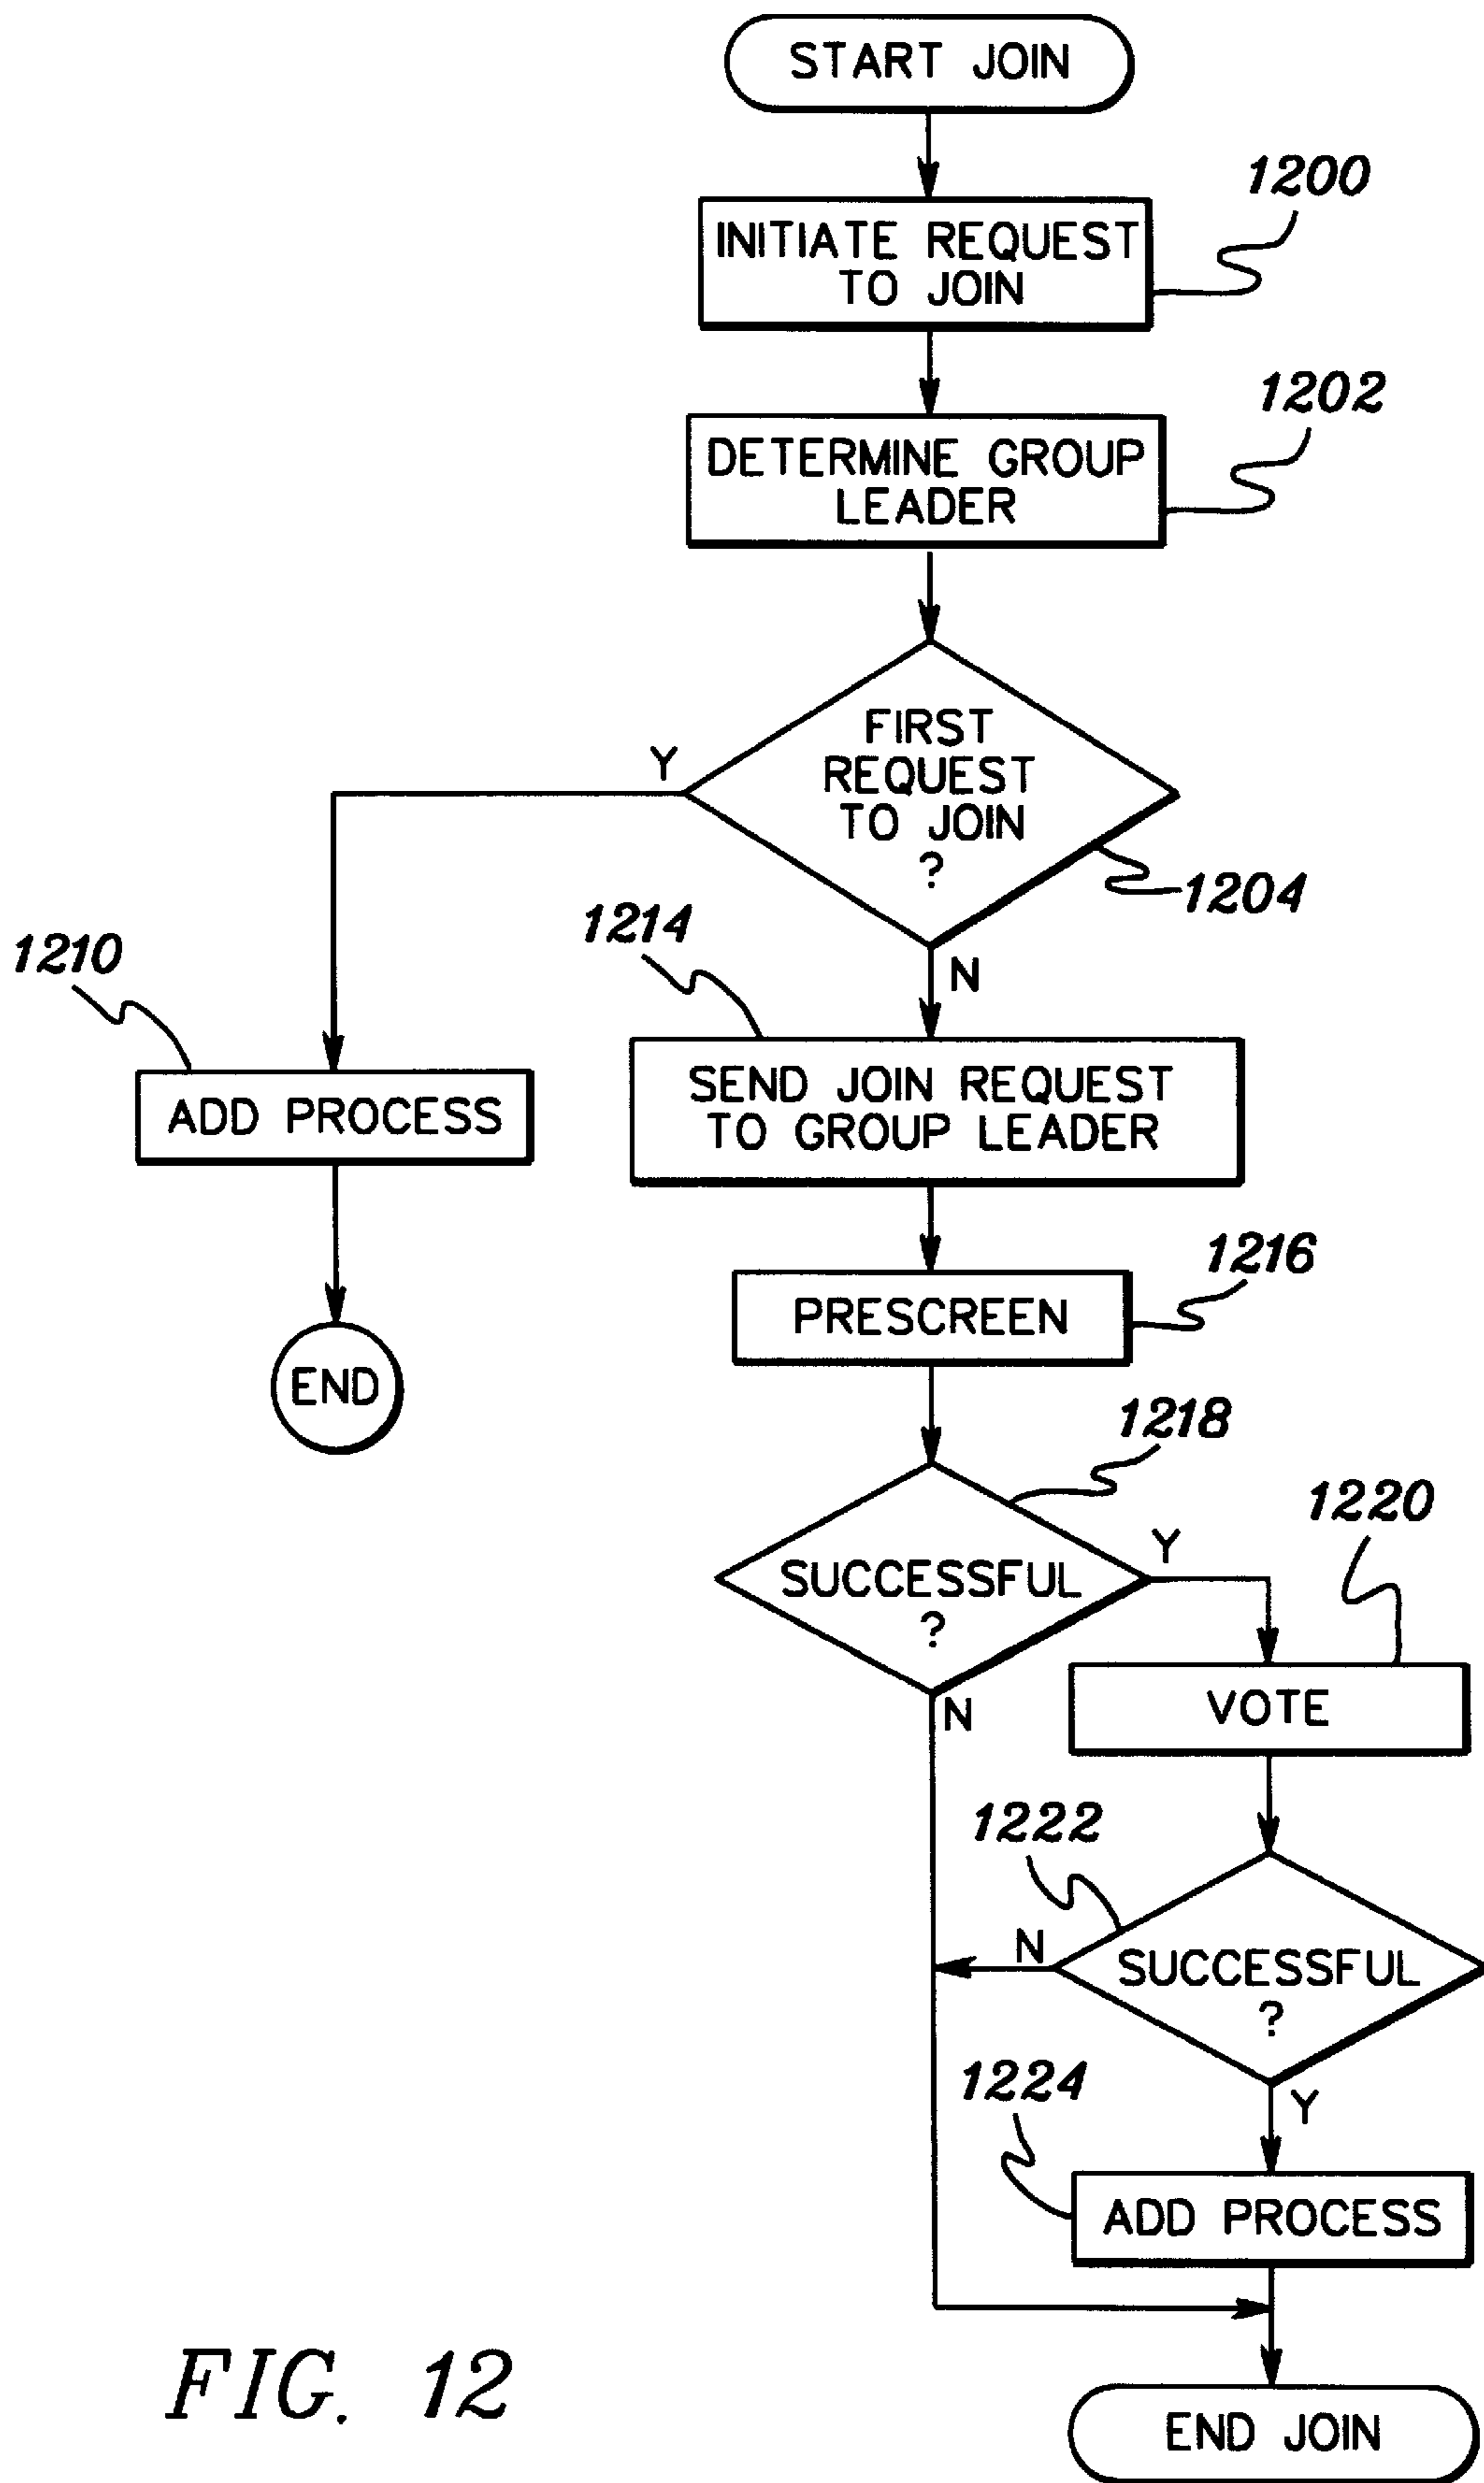 START JOIN
1200
INITIATE REQUEST
TO JOIN
1202
DETERMINE GROUP
LEADER
FIRST
REQUEST
TO JOIN
?
Y
1204
N
1210
ADD PROCESS
END
1214
SEND JOIN REQUEST
TO GROUP LEADER
1216
PRESCREEN
1218
SUCCESSFUL
?
Y
N
1220
VOTE
1222
N
SUCCESSFUL
?
Y
1224
ADD PROCESS
END JOIN
FIG. 12